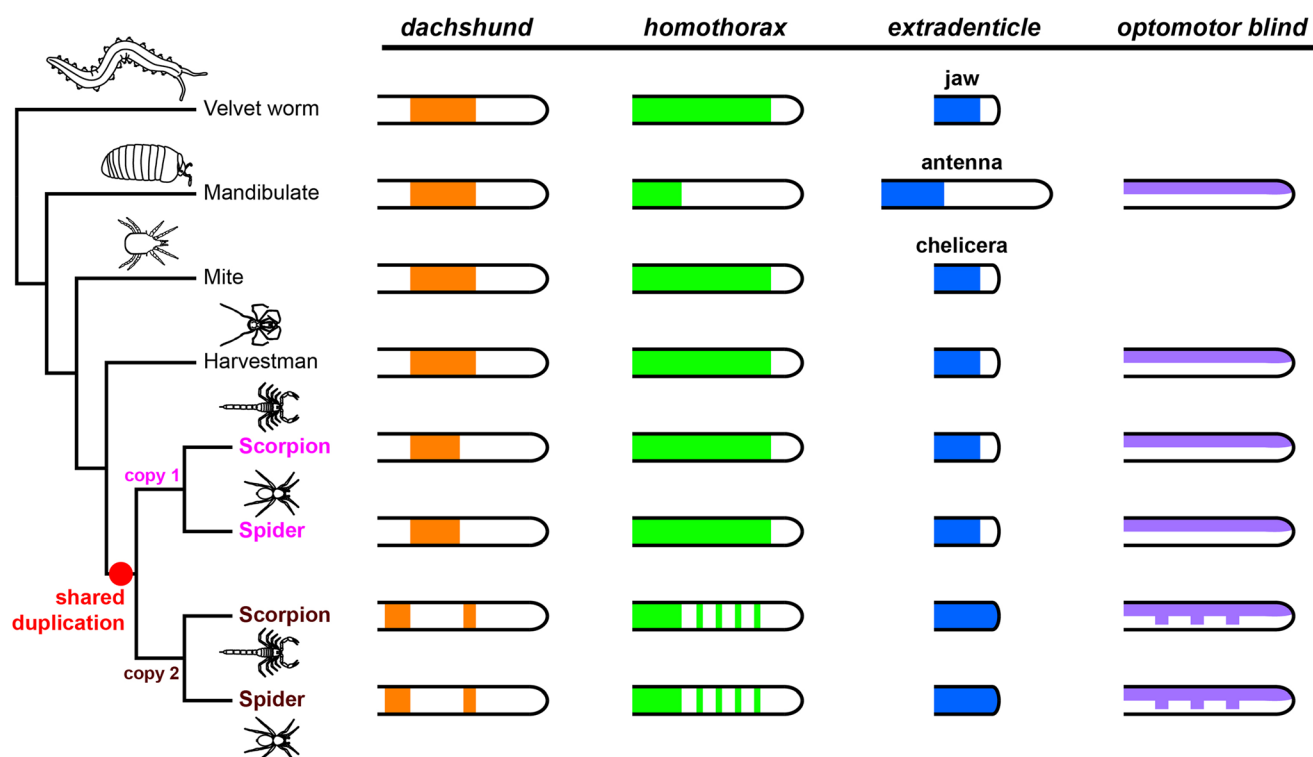 dachshund homothorax extradenticle optomotor blind
jaw
Velvet worm
antenna
Mandibulate
chelicera
Mite
Harvestman
Scorpion
copy 1
Spider
shared
duplication
Scorpion
copy 2
Spider